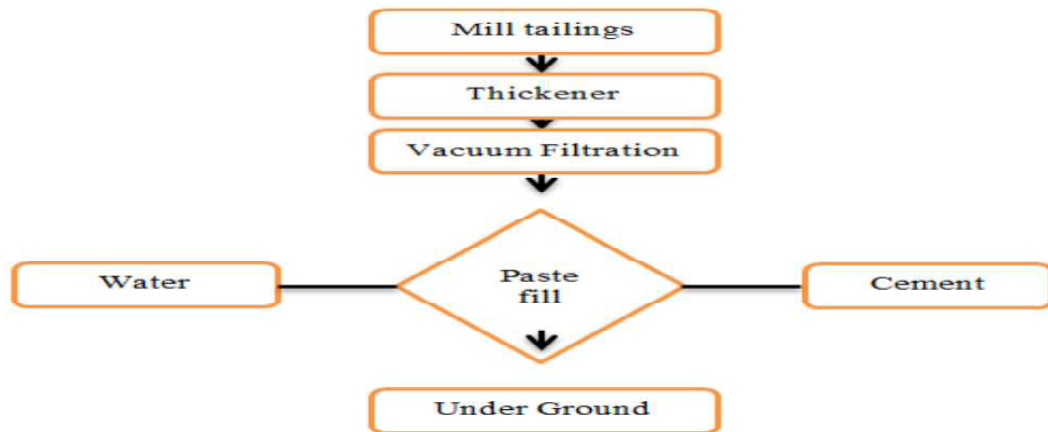 Mill tailings
Thickener
Vacuum Filtration
Water
Paste
fill
Cement
Under Ground